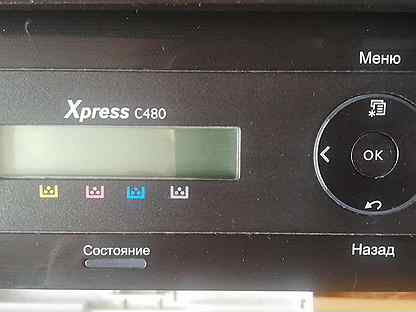 Меню
Xpress C480
OK
Состояние
Назад